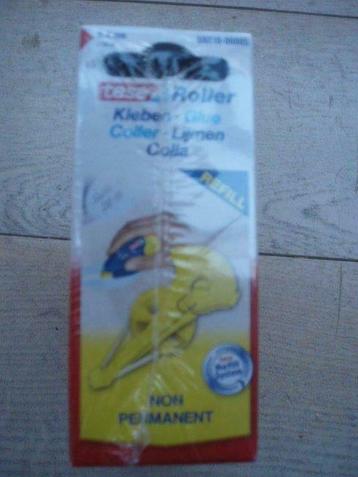 tesa Roller
Kleben · Glue
Coller · Lijmen
Colla
REFILL
NON
PERMANENT